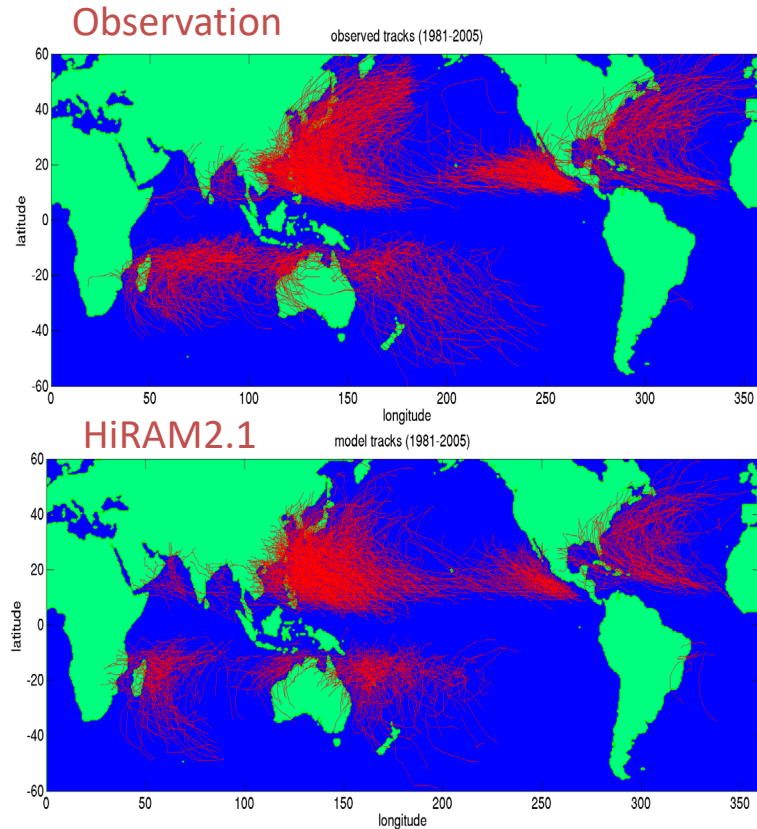 Observation
observed tracks (1981-2005)
60
40
20
0
-20
-40
-60
latitude
0 50 100 150 200 250 300 350
longitude
HiRAM2.1
model tracks (1981-2005)
60
40
20
0
-20
-40
-60
latitude
0 50 100 150 200 250 300 350
longitude